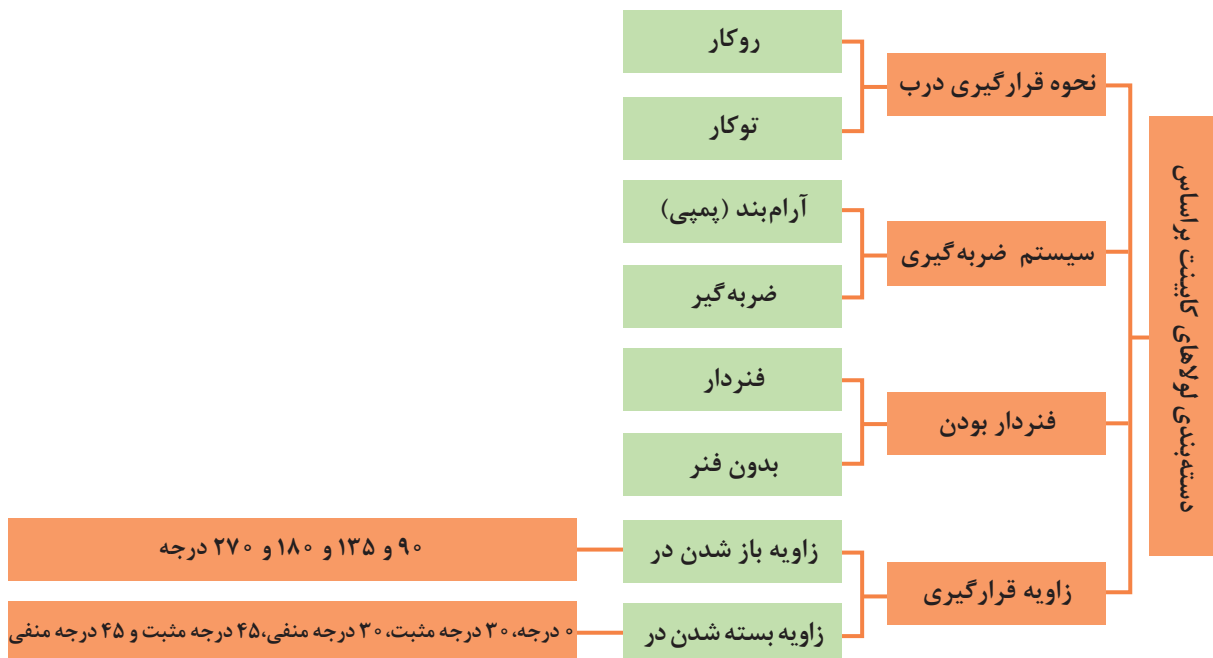 دسته‌بندی لولاهای کابینت براساس
نحوه قرارگیری درب
روکار
توکار
سیستم ضربه‌گیری
آرام‌بند (پمپی)
ضربه‌گیر
فنردار بودن
فنردار
بدون فنر
زاویه قرارگیری
زاویه باز شدن در
۹۰ و ۱۳۵ و ۱۸۰ و ۲۷۰ درجه
زاویه بسته شدن در
۰ درجه، ۳۰ درجه مثبت، ۳۰ درجه منفی،۴۵ درجه مثبت و ۴۵ درجه منفی